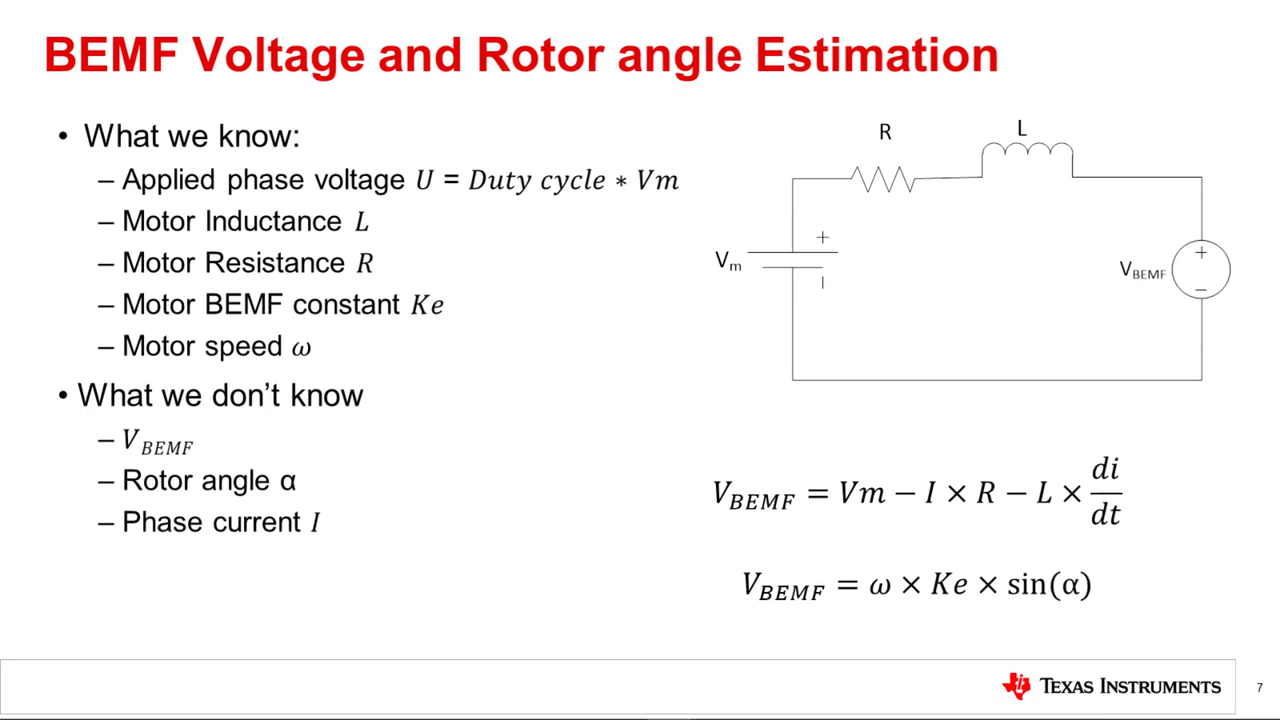 BEMF Voltage and Rotor angle Estimation
• What we know:
– Applied phase voltage U = Duty cycle ∗ Vm
– Motor Inductance L
– Motor Resistance R
– Motor BEMF constant Ke
– Motor speed ω
• What we don’t know
– V_BEMF
– Rotor angle α
– Phase current I
R
L
+
V_m
V_BEMF
+
−
V_BEMF = Vm − I × R − L × di/dt
V_BEMF = ω × Ke × sin(α)
TEXAS INSTRUMENTS
7